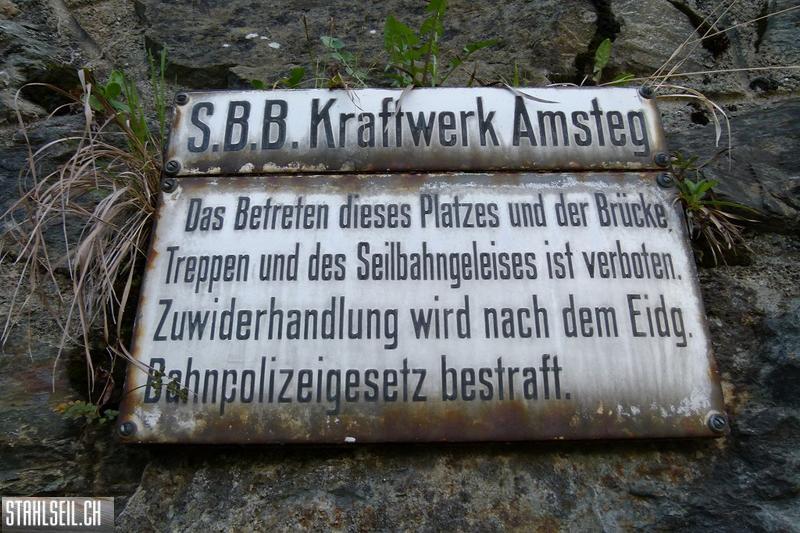 S.B.B. Kraftwerk Amsteg
Das Betreten dieses Platzes und der Brücke,
Treppen und des Seilbahngeleises ist verboten.
Zuwiderhandlung wird nach dem Eidg.
Bahnpolizeigesetz bestraft.
STAHLSEIL.CH